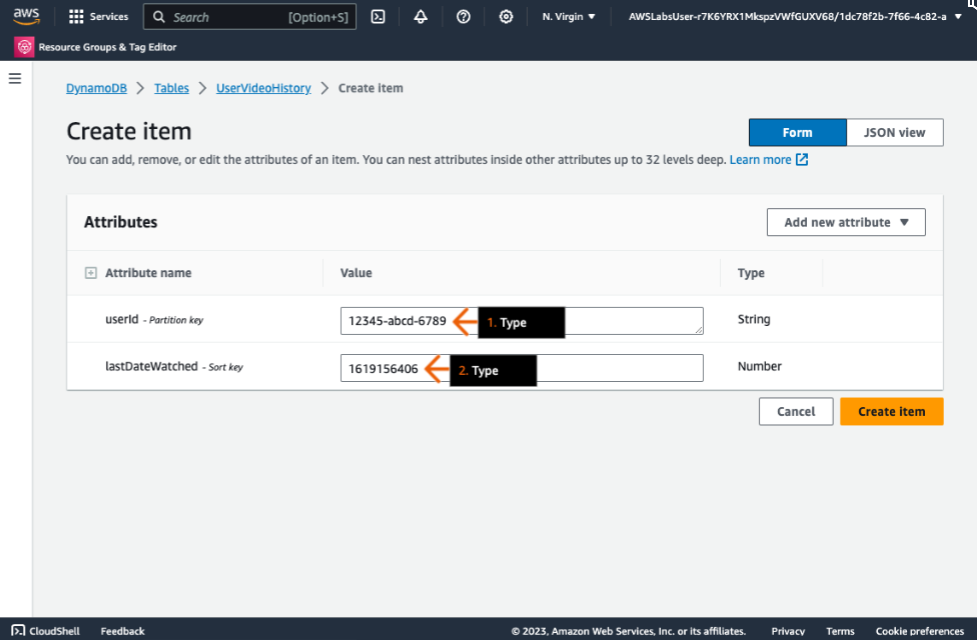 aws Services Search [Option+S] N. Virgin AWSLabsUser-r7K6YRX1MkspzVWfGUXV68/1dc78f2b-7f66-4c82-a
Resource Groups & Tag Editor
DynamoDB > Tables > UserVideoHistory > Create item
Create item
Form JSON view
You can add, remove, or edit the attributes of an item. You can nest attributes inside other attributes up to 32 levels deep. Learn more
Attributes
Add new attribute
Attribute name Value Type
userId - Partition key 12345-abcd-6789 1. Type String
lastDateWatched - Sort key 1619156406 2. Type Number
Cancel Create item
CloudShell Feedback © 2023, Amazon Web Services, Inc. or its affiliates. Privacy Terms Cookie preferences